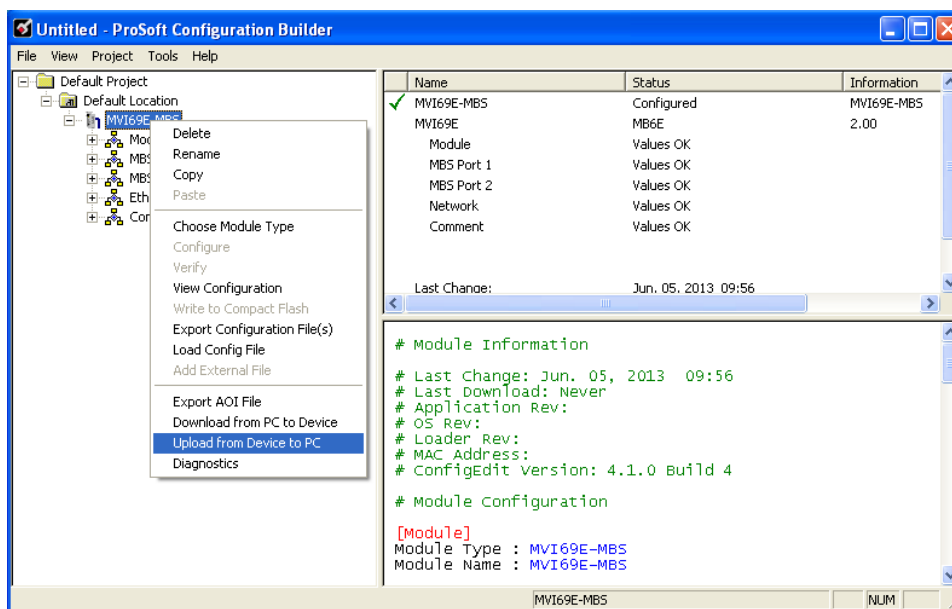 Untitled - ProSoft Configuration Builder
File View Project Tools Help
Default Project
Default Location
MVI69E-MBS
Mod
MBS
MBS
Eth
Cor
Delete
Rename
Copy
Paste
Choose Module Type
Configure
Verify
View Configuration
Write to Compact Flash
Export Configuration File(s)
Load Config File
Add External File
Export AOI File
Download from PC to Device
Upload from Device to PC
Diagnostics
Name Status Information
MVI69E-MBS Configured MVI69E-MBS
MVI69E MB6E 2.00
Module Values OK
MBS Port 1 Values OK
MBS Port 2 Values OK
Network Values OK
Comment Values OK
Last Change: Jun. 05. 2013 09:56
# Module Information
# Last Change: Jun. 05, 2013 09:56
# Last Download: Never
# Application Rev:
# OS Rev:
# Loader Rev:
# MAC Address:
# ConfigEdit Version: 4.1.0 Build 4
# Module Configuration
[Module]
Module Type : MVI69E-MBS
Module Name : MVI69E-MBS
MVI69E-MBS NUM